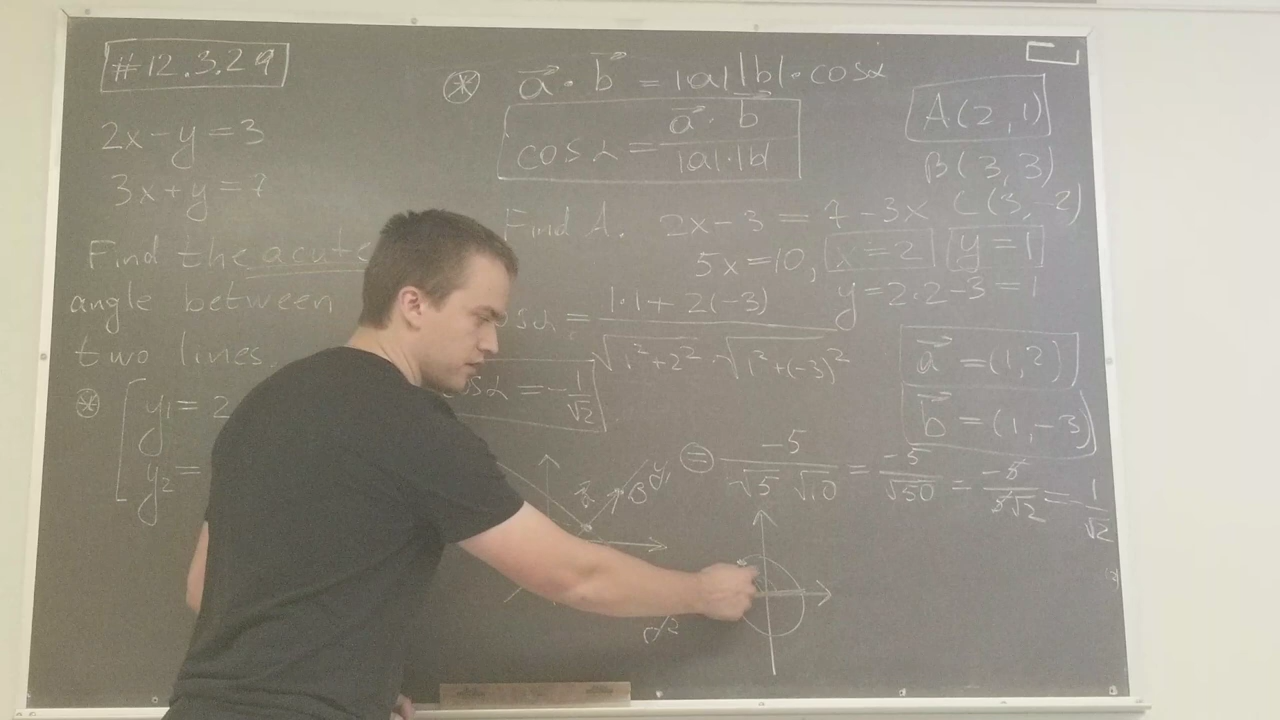 #12.3.29
2x-y=3
3x+y=7
Find the acute
angle between
two lines.
⊛ [ y₁ = 2
y₂ =
⊛ a⃗ · b⃗ = |a| |b| · cosα
cosα = (a⃗ · b⃗)/(|a|·|b|)
A(2,1)
B(3,3)
C(3,-2)
Find A. 2x-3 = 7-3x
5x=10, x=2 y=1
y=2·2-3=1
osα = (1·1+2(-3))/(√(1²+2²)·√(1²+(-3)²))
osα = -1/√2
a⃗ = (1,2)
b⃗ = (1,-3)
⊜ -5/(√5 √10) = -5/√50 = -5/(5√2) = -1/√2
B y₁